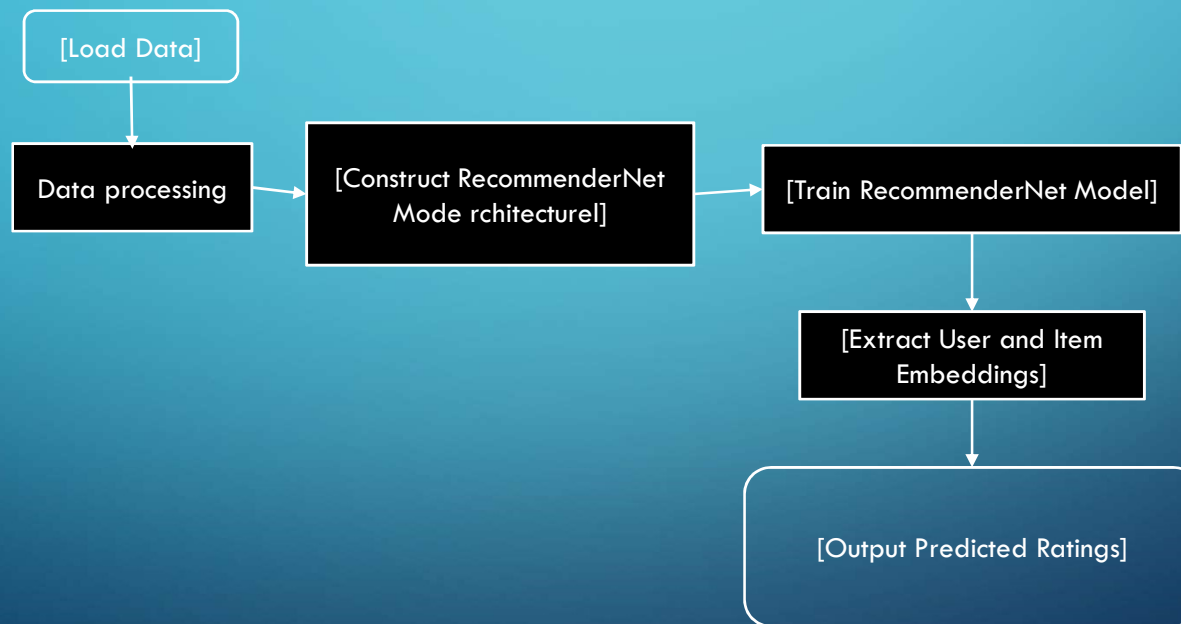 [Load Data]
Data processing
[Construct RecommenderNet
Mode rchitecturel]
[Train RecommenderNet Model]
[Extract User and Item
Embeddings]
[Output Predicted Ratings]